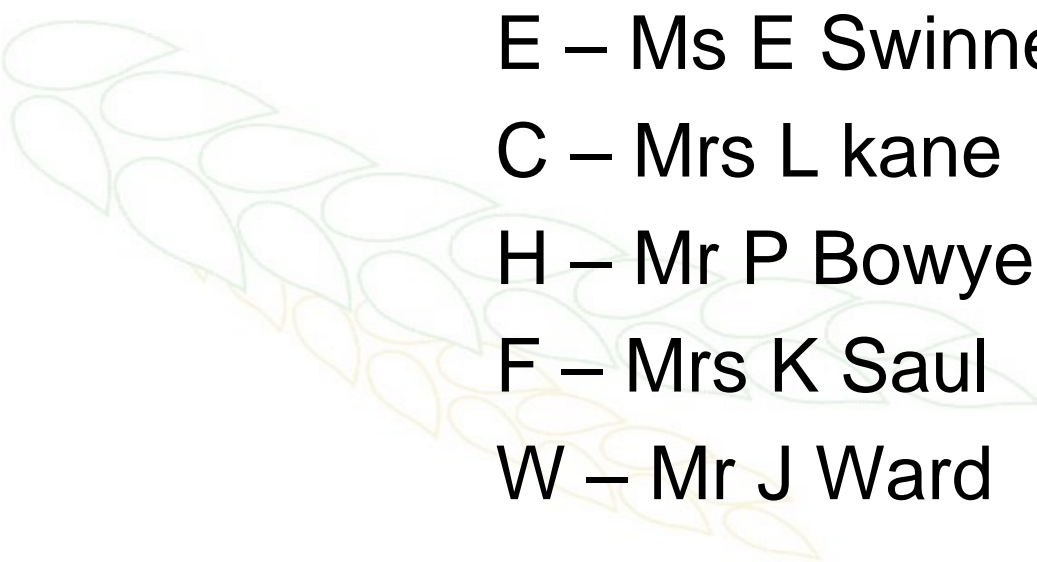 E – Ms E Swinne
C – Mrs L kane
H – Mr P Bowye
F – Mrs K Saul
W – Mr J Ward